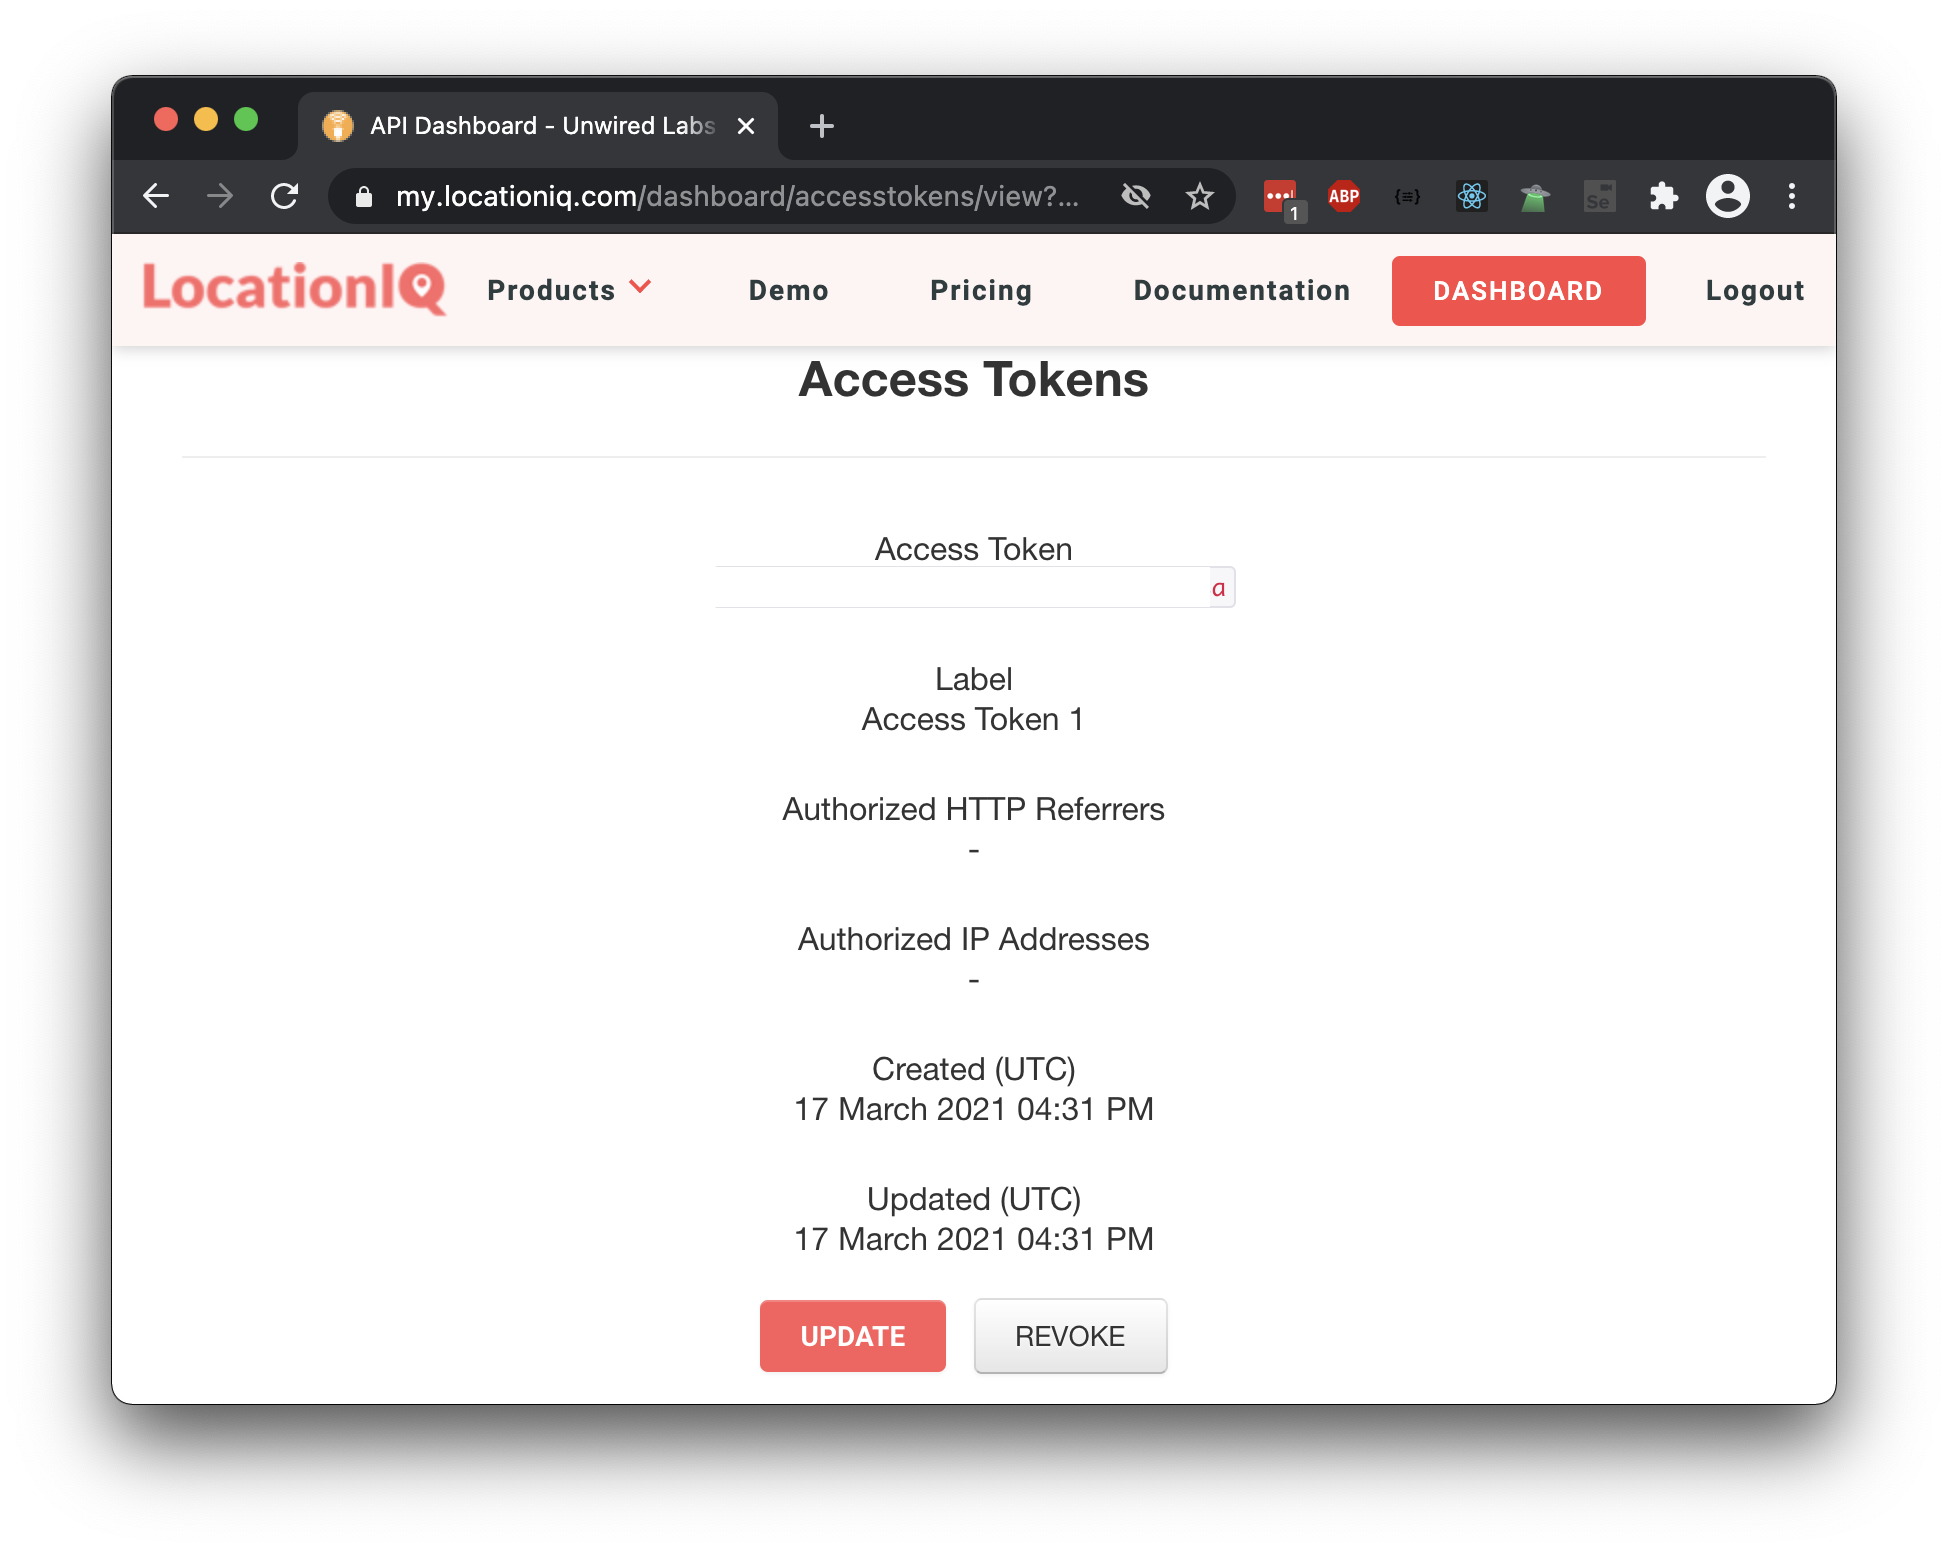 API Dashboard - Unwired Labs
my.locationiq.com/dashboard/accesstokens/view?...
1
ABP
{≡}
Se
LocationIQ
Products
Demo
Pricing
Documentation
DASHBOARD
Logout
Access Tokens
Access Token
a
Label
Access Token 1
Authorized HTTP Referrers
-
Authorized IP Addresses
-
Created (UTC)
17 March 2021 04:31 PM
Updated (UTC)
17 March 2021 04:31 PM
UPDATE
REVOKE